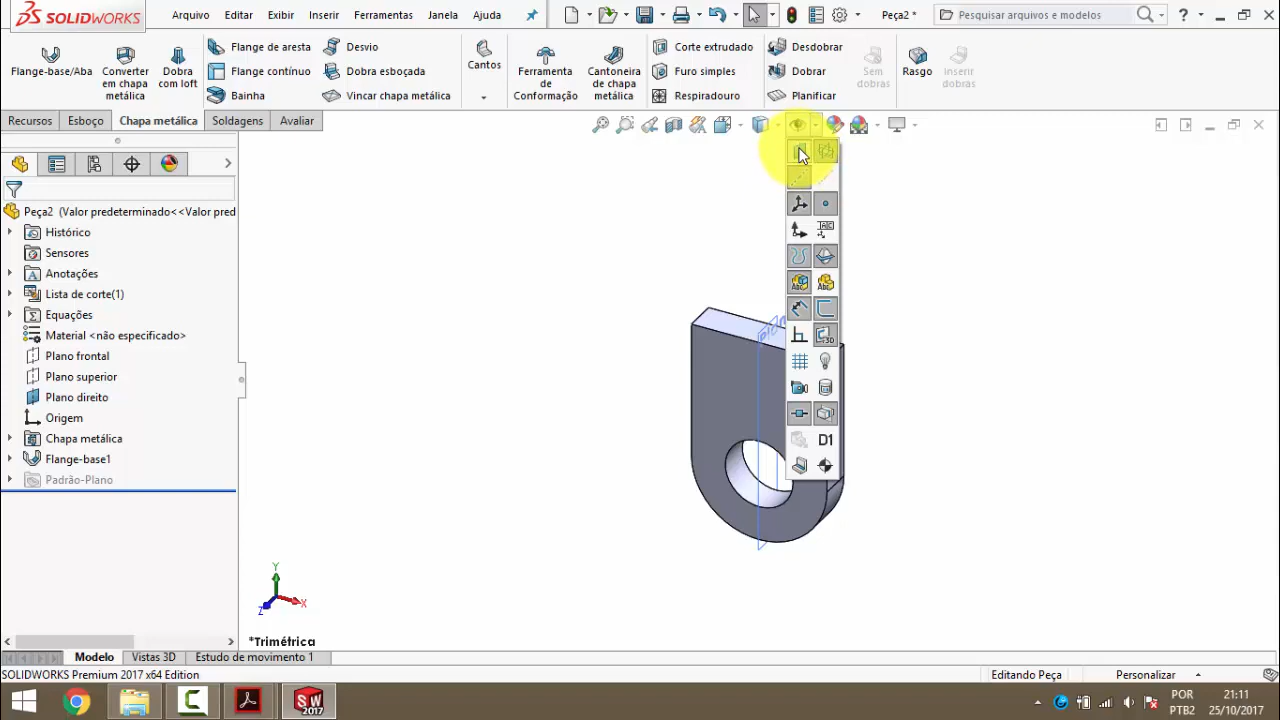 SOLIDWORKS
Arquivo Editar Exibir Inserir Ferramentas Janela Ajuda
Peça2 *
Pesquisar arquivos e modelos
?
Flange-base/Aba
Converter em chapa metálica
Dobra com loft
Flange de aresta
Flange contínuo
Bainha
Desvio
Dobra esboçada
Vincar chapa metálica
Cantos
Ferramenta de Conformação
Cantoneira de chapa metálica
Corte extrudado
Furo simples
Respiradouro
Desdobrar
Dobrar
Planificar
Sem dobras
Rasgo
Inserir dobras
Recursos Esboço Chapa metálica Soldagens Avaliar
Peça2 (Valor predeterminado<<Valor pred
Histórico
Sensores
Anotações
Lista de corte(1)
Equações
Material <não especificado>
Plano frontal
Plano superior
Plano direito
Origem
Chapa metálica
Flange-base1
Padrão-Plano
D1
Y
X
Z
*Trimétrica
Modelo Vistas 3D Estudo de movimento 1
SOLIDWORKS Premium 2017 x64 Edition
Editando Peça
Personalizar
SW
2017
POR
PTB2
21:11
25/10/2017